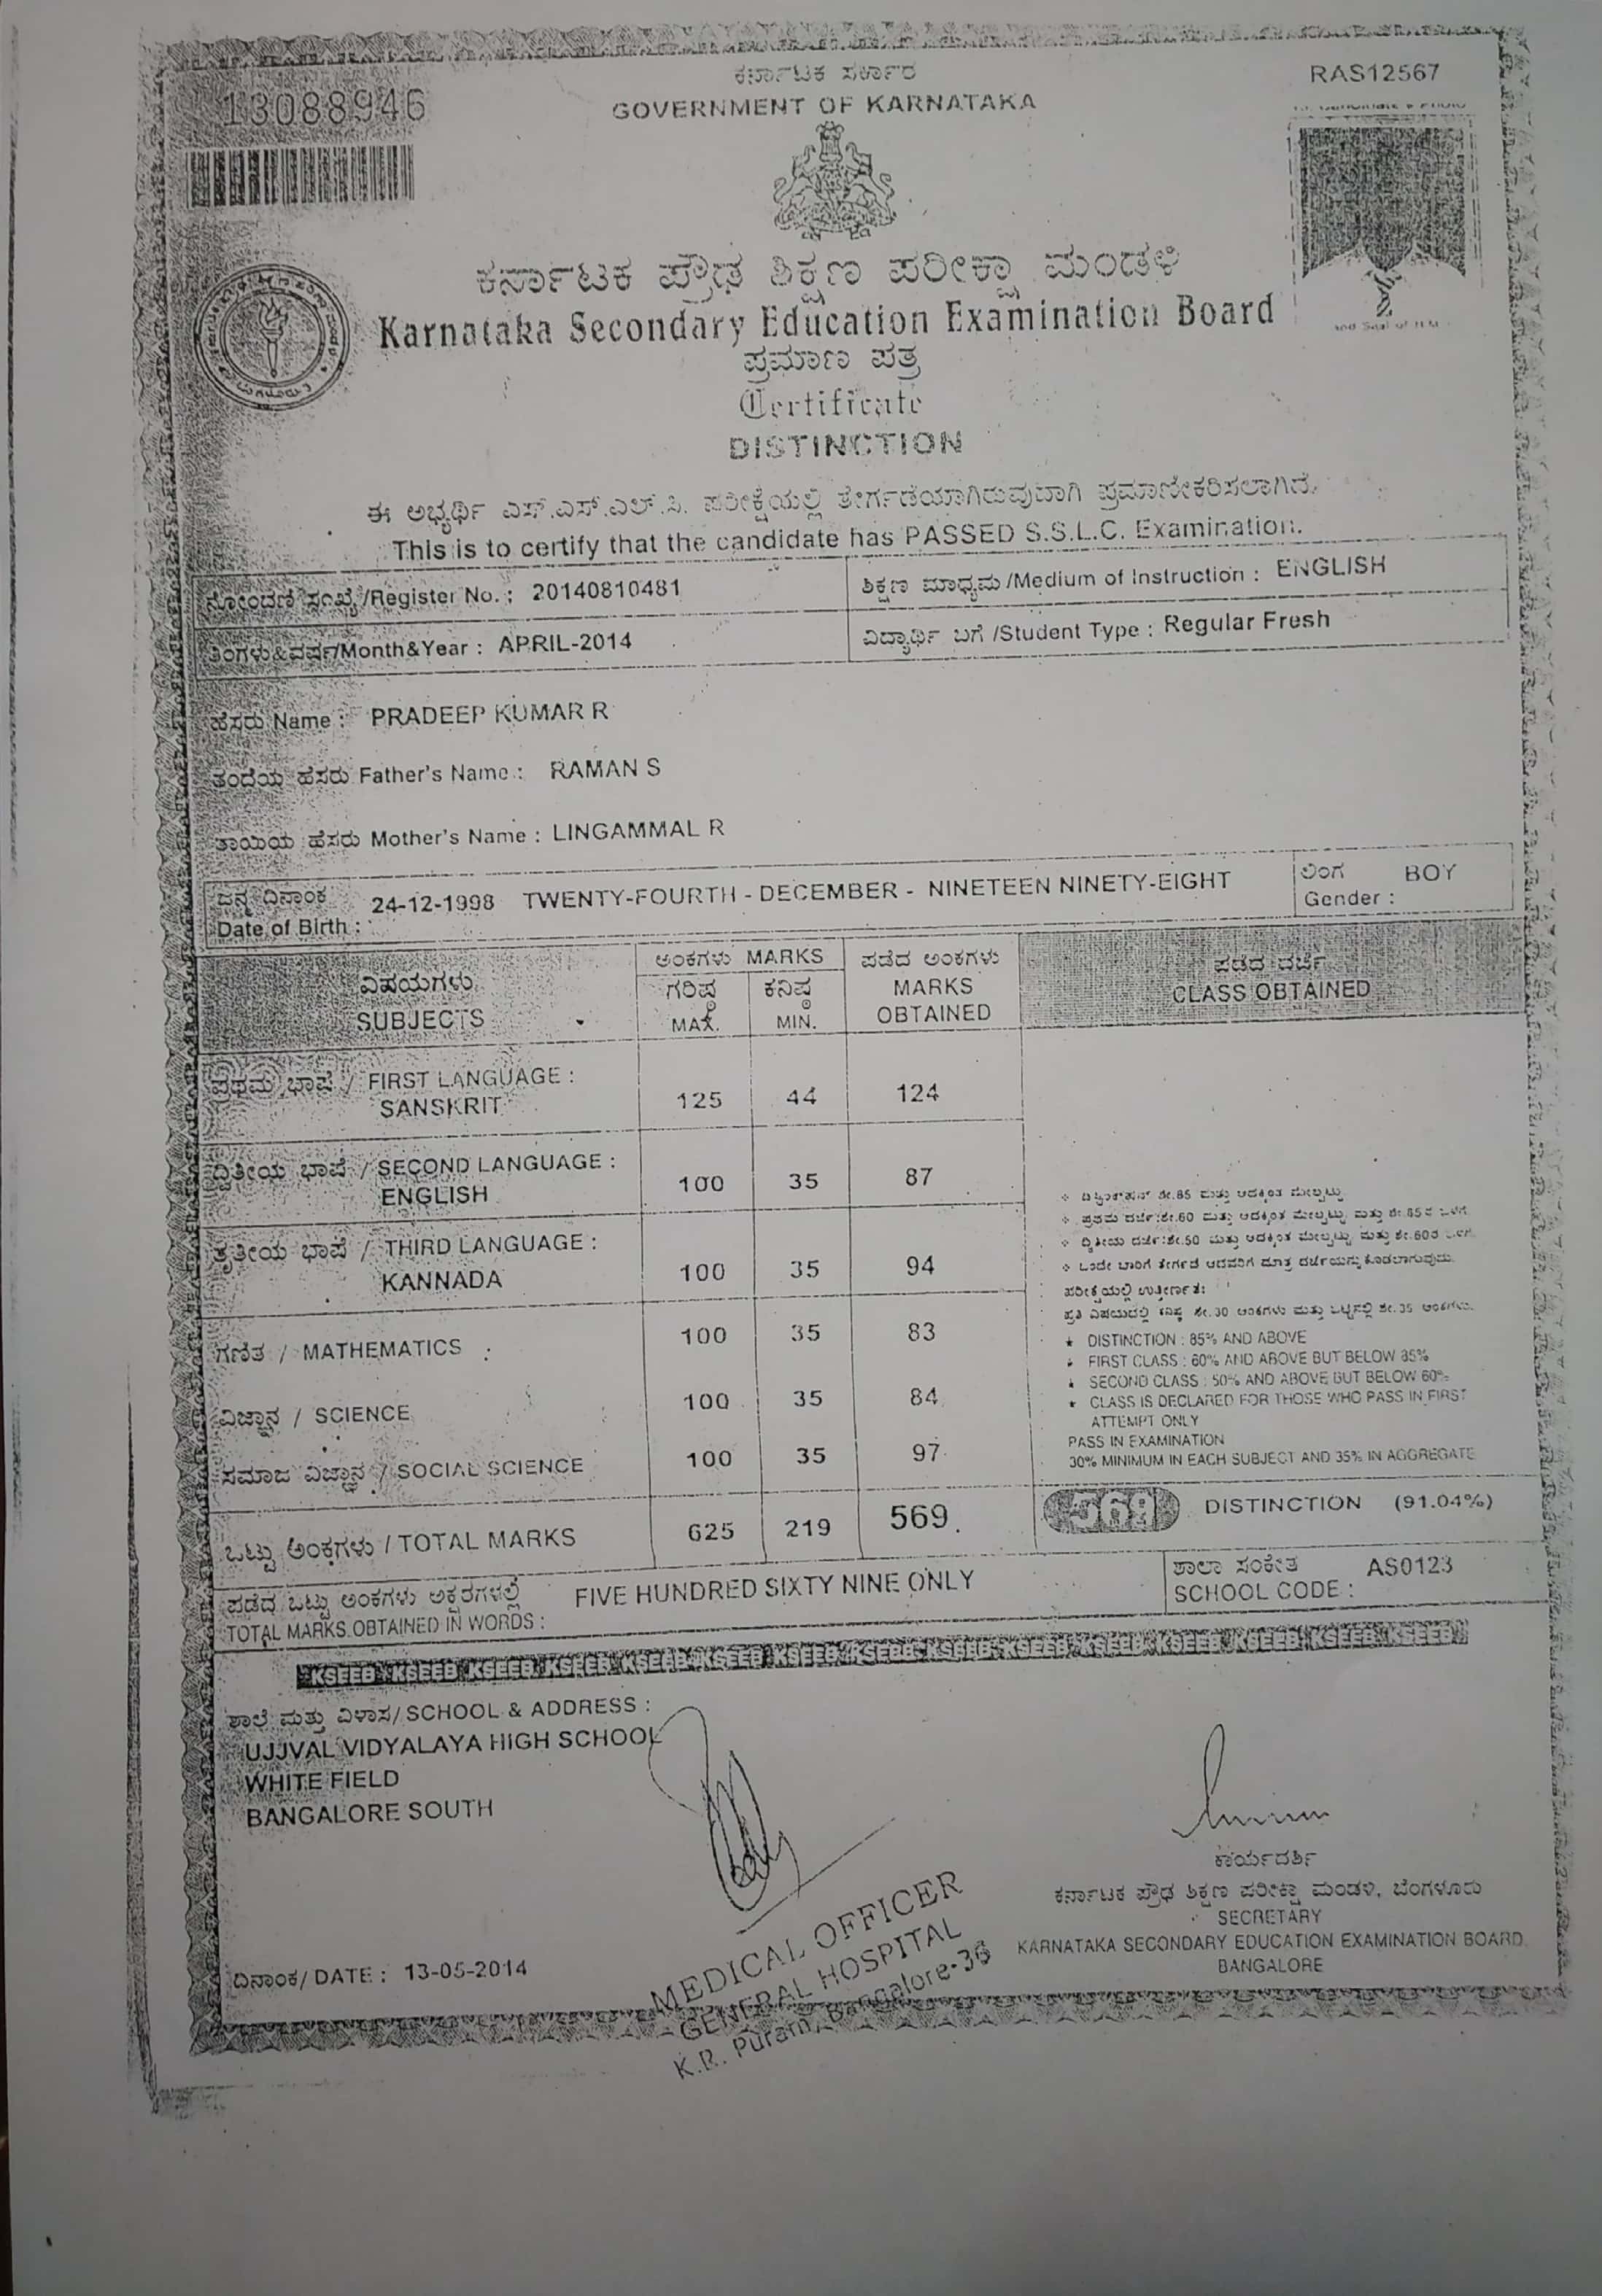 ಕರ್ನಾಟಕ ಸರ್ಕಾರ
RAS12567
13088946
GOVERNMENT OF KARNATAKA
ಕರ್ನಾಟಕ ಪ್ರೌಢ ಶಿಕ್ಷಣ ಪರೀಕ್ಷಾ ಮಂಡಳಿ
Karnataka Secondary Education Examination Board
ಪ್ರಮಾಣ ಪತ್ರ
Certificate
DISTINCTION
ಈ ಅಭ್ಯರ್ಥಿ ಎಸ್.ಎಸ್.ಎಲ್.ಸಿ. ಪರೀಕ್ಷೆಯಲ್ಲಿ ತೇರ್ಗಡೆಯಾಗಿರುವುದಾಗಿ ಪ್ರಮಾಣೀಕರಿಸಲಾಗಿದೆ.
This is to certify that the candidate has PASSED S.S.L.C. Examination.
ನೋಂದಣಿ ಸಂಖ್ಯೆ/Register No. : 20140810481
ಶಿಕ್ಷಣ ಮಾಧ್ಯಮ/Medium of Instruction : ENGLISH
ತಿಂಗಳು&ವರ್ಷ/Month&Year : APRIL-2014
ವಿದ್ಯಾರ್ಥಿ ಬಗೆ /Student Type : Regular Fresh
ಹೆಸರು Name : PRADEEP KUMAR R
ತಂದೆಯ ಹೆಸರು Father's Name : RAMAN S
ತಾಯಿಯ ಹೆಸರು Mother's Name : LINGAMMAL R
ಜನ್ಮ ದಿನಾಂಕ
Date of Birth :
24-12-1998 TWENTY-FOURTH - DECEMBER - NINETEEN NINETY-EIGHT
ಲಿಂಗ BOY
Gender :
ವಿಷಯಗಳು
SUBJECTS
ಅಂಕಗಳು MARKS
ಗರಿಷ್ಠ
MAX.
ಕನಿಷ್ಠ
MIN.
ಪಡೆದ ಅಂಕಗಳು
MARKS
OBTAINED
ಪಡೆದ ದರ್ಜೆ
CLASS OBTAINED
ಪ್ರಥಮ ಭಾಷೆ / FIRST LANGUAGE :
SANSKRIT 125 44 124
ದ್ವಿತೀಯ ಭಾಷೆ / SECOND LANGUAGE :
ENGLISH 100 35 87
ತೃತೀಯ ಭಾಷೆ / THIRD LANGUAGE :
KANNADA 100 35 94
ಗಣಿತ / MATHEMATICS : 100 35 83
ವಿಜ್ಞಾನ / SCIENCE 100 35 84
ಸಮಾಜ ವಿಜ್ಞಾನ / SOCIAL SCIENCE 100 35 97
ಪರೀಕ್ಷೆಯಲ್ಲಿ ಉತ್ತೀರ್ಣತೆ:
* DISTINCTION : 85% AND ABOVE
* FIRST CLASS : 60% AND ABOVE BUT BELOW 85%
* SECOND CLASS : 50% AND ABOVE BUT BELOW 60%
* CLASS IS DECLARED FOR THOSE WHO PASS IN FIRST
ATTEMPT ONLY
PASS IN EXAMINATION
30% MINIMUM IN EACH SUBJECT AND 35% IN AGGREGATE
ಒಟ್ಟು ಅಂಕಗಳು / TOTAL MARKS 625 219 569
569 DISTINCTION (91.04%)
ಪಡೆದ ಒಟ್ಟು ಅಂಕಗಳು ಅಕ್ಷರಗಳಲ್ಲಿ
TOTAL MARKS OBTAINED IN WORDS :
FIVE HUNDRED SIXTY NINE ONLY
ಶಾಲಾ ಸಂಕೇತ AS0123
SCHOOL CODE :
KSEEB KSEEB KSEEB KSEEB KSEEB KSEEB KSEEB KSEEB KSEEB KSEEB KSEEB KSEEB KSEEB KSEEB KSEEB
ಶಾಲೆ ಮತ್ತು ವಿಳಾಸ/ SCHOOL & ADDRESS :
UJJVAL VIDYALAYA HIGH SCHOOL
WHITE FIELD
BANGALORE SOUTH
ಕಾರ್ಯದರ್ಶಿ
ಕರ್ನಾಟಕ ಪ್ರೌಢ ಶಿಕ್ಷಣ ಪರೀಕ್ಷಾ ಮಂಡಳಿ, ಬೆಂಗಳೂರು
SECRETARY
KARNATAKA SECONDARY EDUCATION EXAMINATION BOARD
BANGALORE
ದಿನಾಂಕ/ DATE : 13-05-2014
MEDICAL OFFICER
GENERAL HOSPITAL
K.R. Puram, Bangalore-36